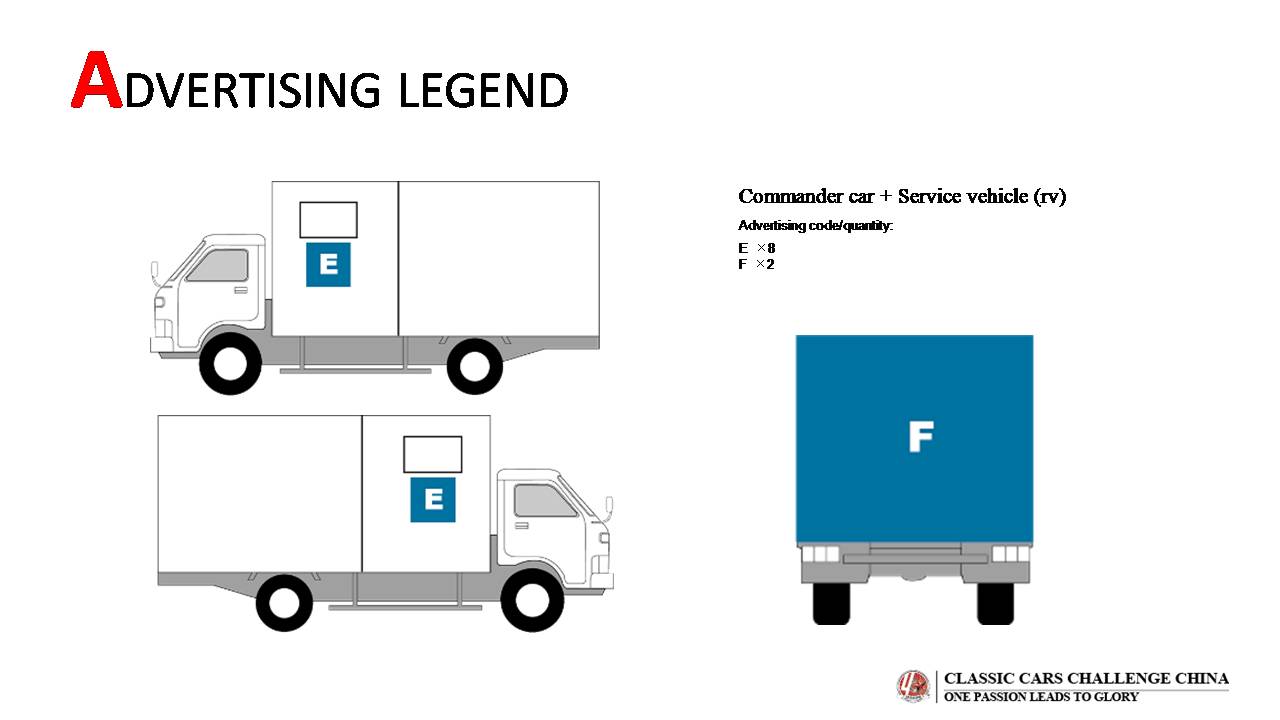 ADVERTISING LEGEND
Commander car + Service vehicle (rv)
Advertising code/quantity:
E ×8
F ×2
E
E
F
CLASSIC CARS CHALLENGE CHINA
ONE PASSION LEADS TO GLORY